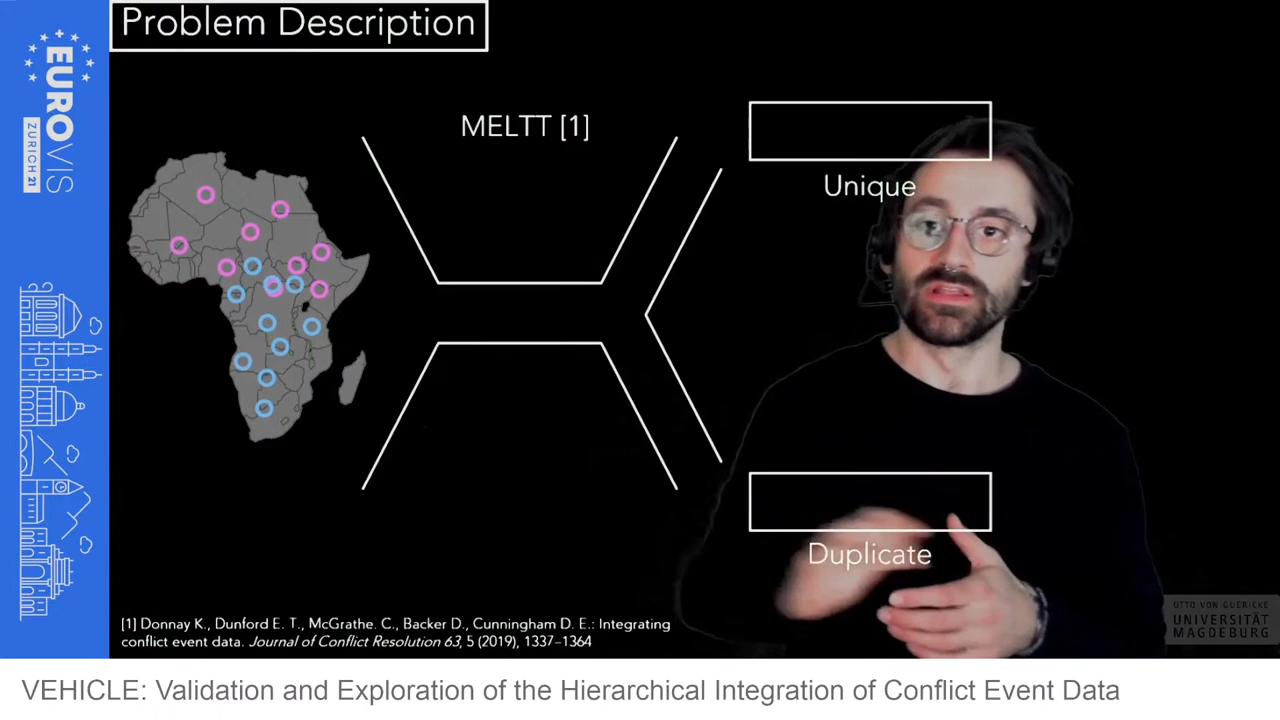 Problem Description
EUROVIS
ZURICH 21
MELTT [1]
Unique
Duplicate
[1] Donnay K., Dunford E. T., McGrathe. C., Backer D., Cunningham D. E.: Integrating
conflict event data. Journal of Conflict Resolution 63, 5 (2019), 1337–1364
OTTO VON GUERICKE
UNIVERSITÄT
MAGDEBURG
VEHICLE: Validation and Exploration of the Hierarchical Integration of Conflict Event Data